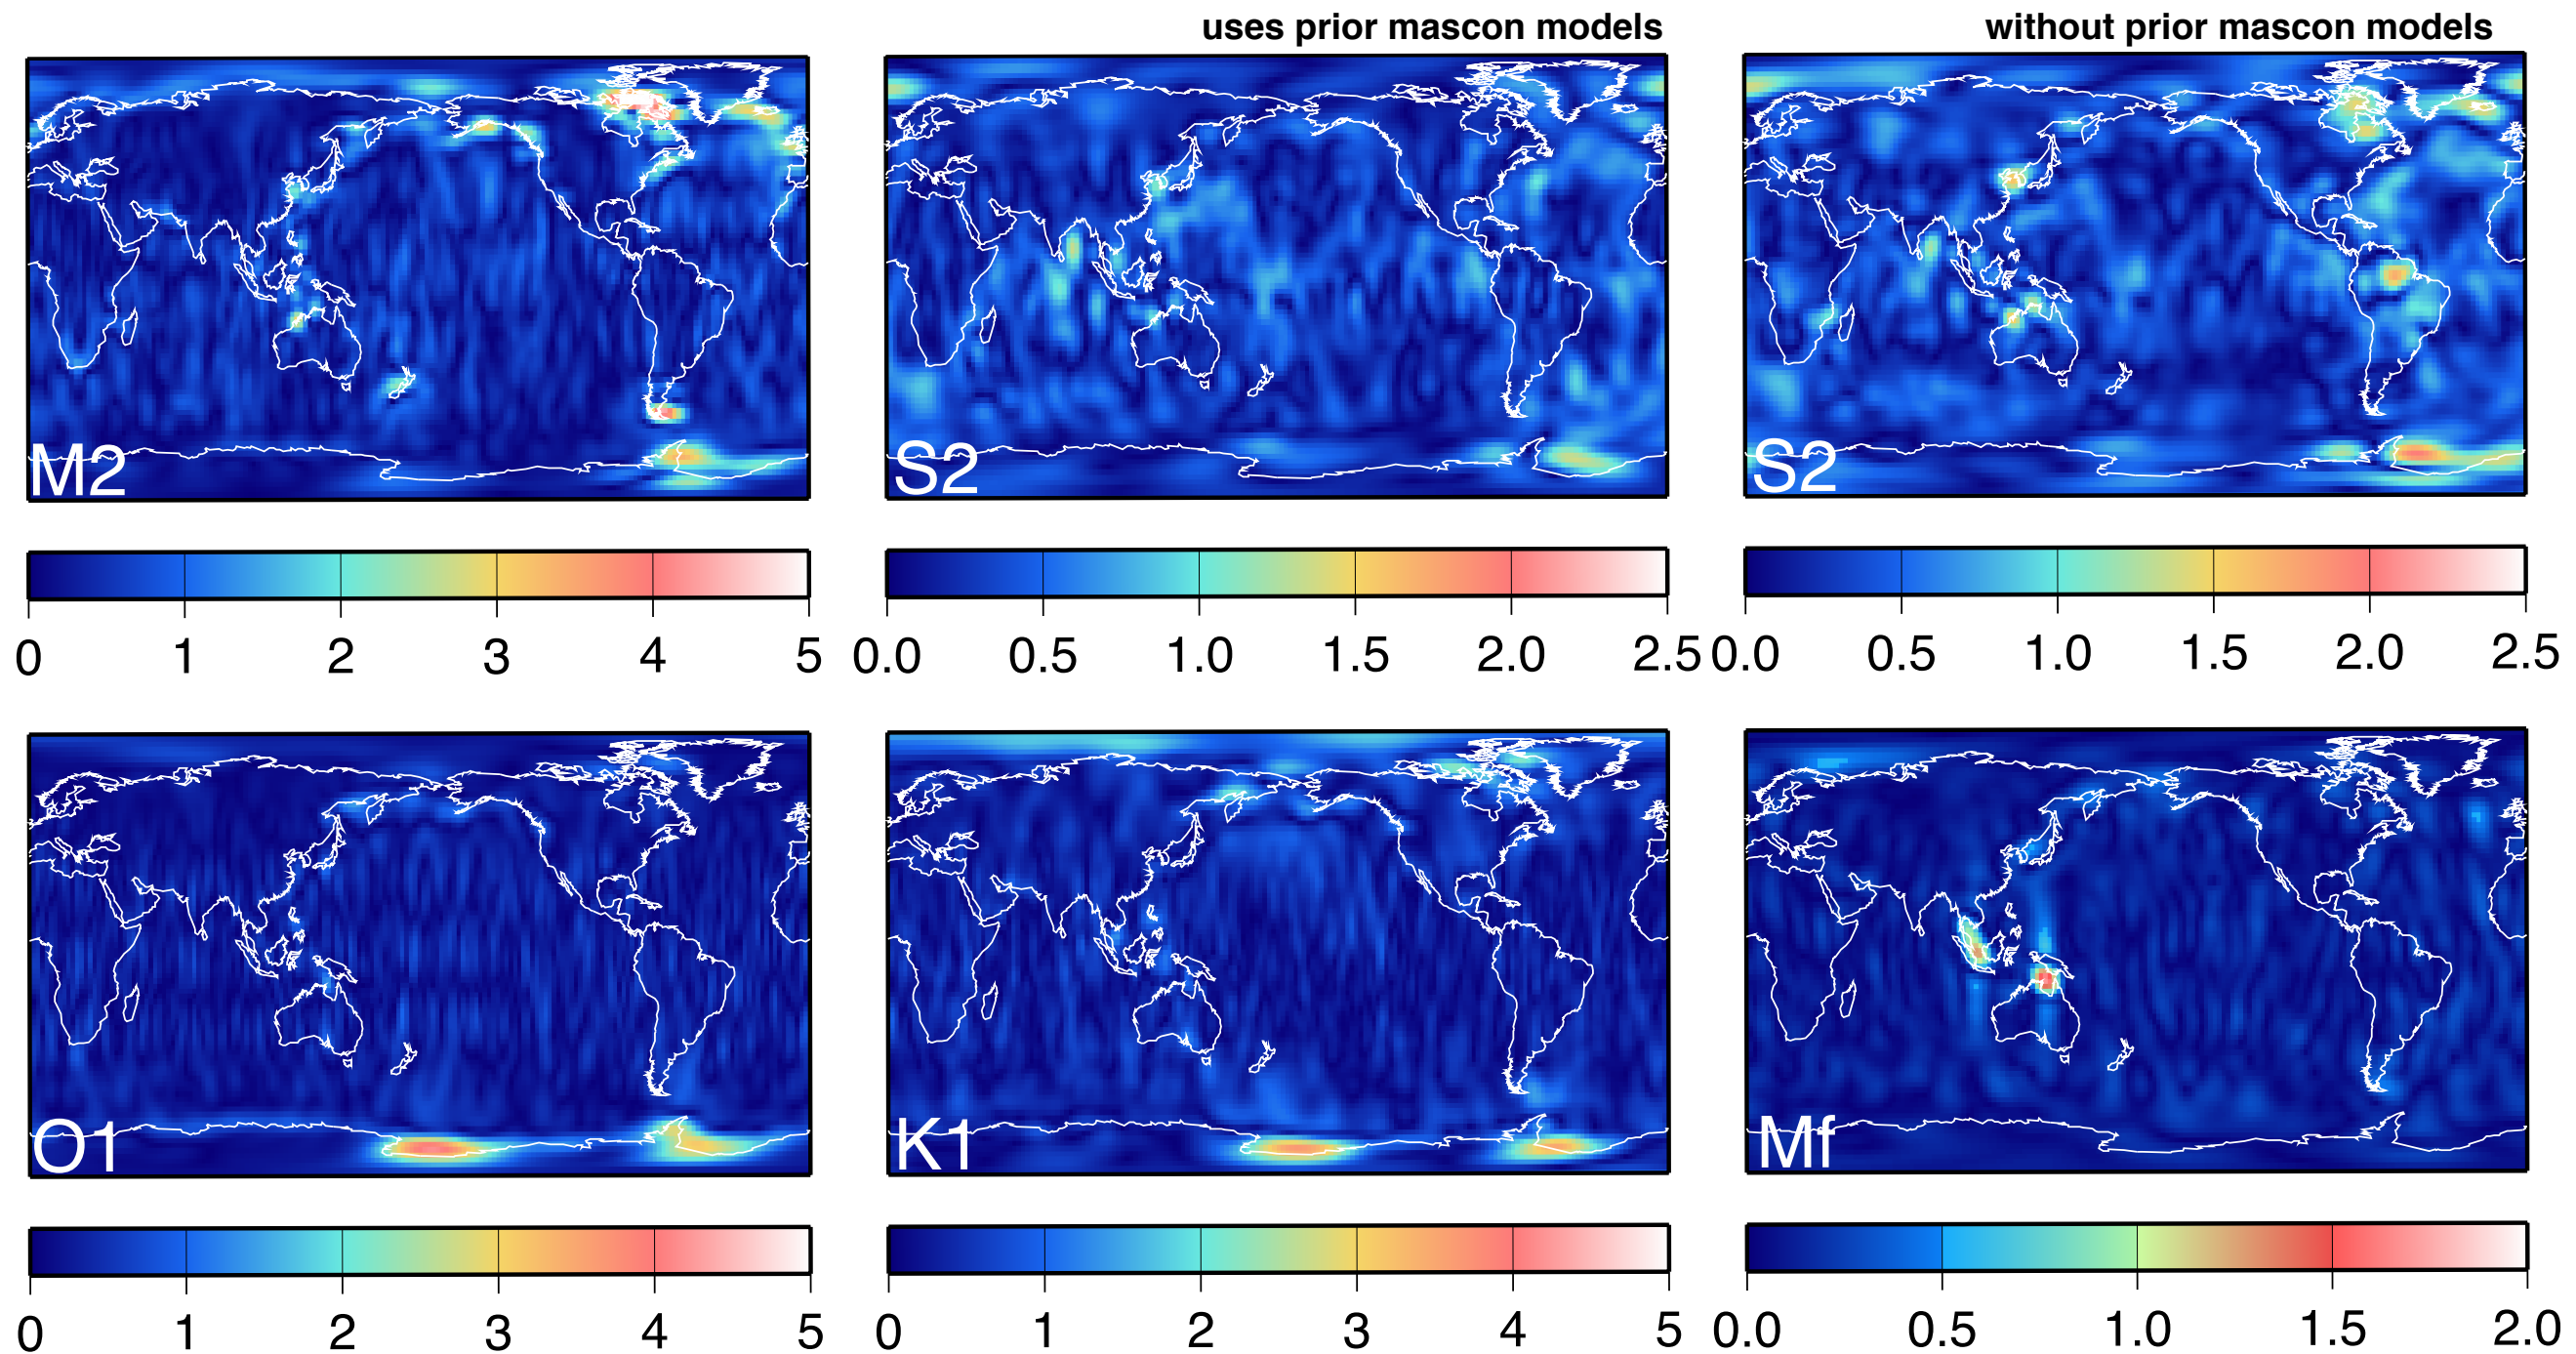 uses prior mascon models
without prior mascon models
M2
S2
S2
0 1 2 3 4 5
0.0 0.5 1.0 1.5 2.0 2.5
0.0 0.5 1.0 1.5 2.0 2.5
O1
K1
Mf
0 1 2 3 4 5
0 1 2 3 4 5
0.0 0.5 1.0 1.5 2.0